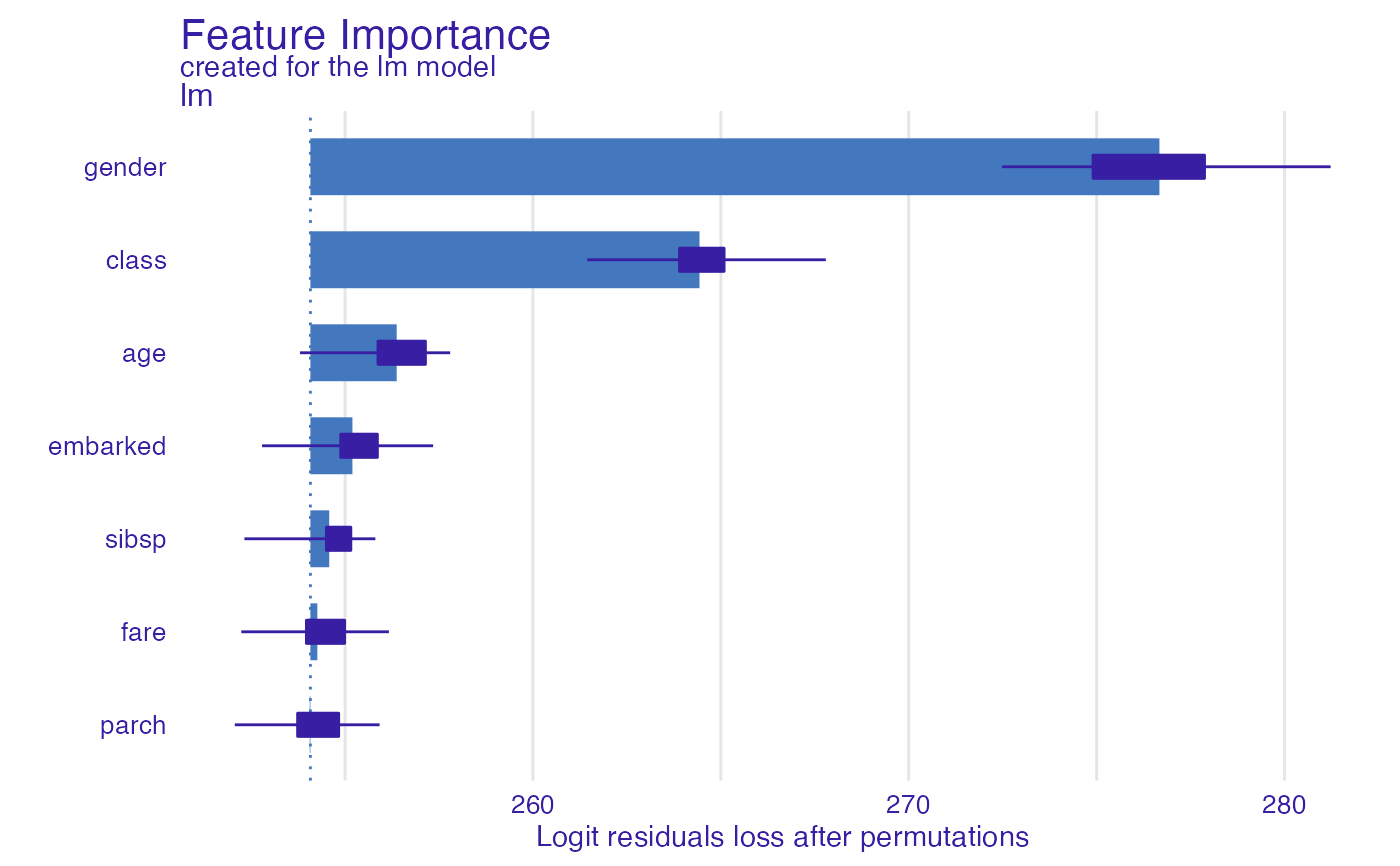 Feature Importance
created for the lm model
lm
gender
class
age
embarked
sibsp
fare
parch
260 270 280
Logit residuals loss after permutations